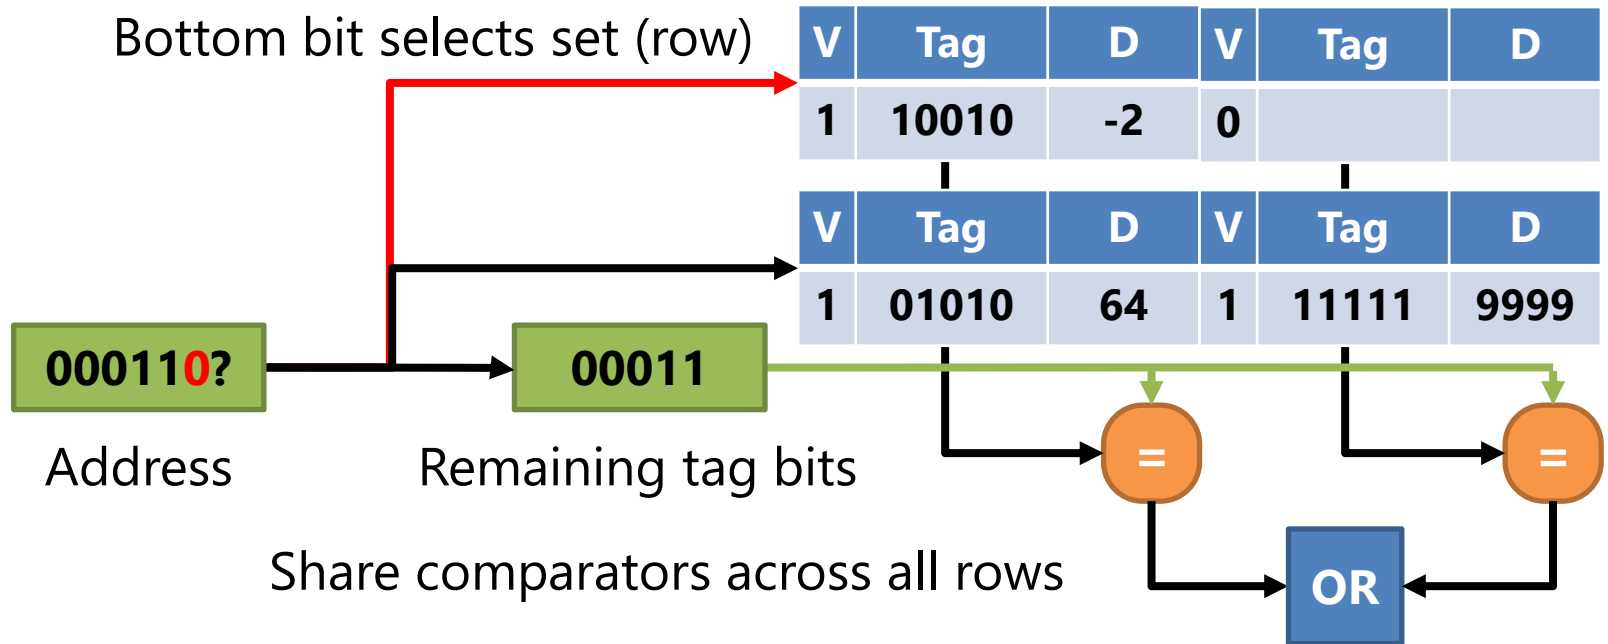 Bottom bit selects set (row)
V Tag D V Tag D
1 10010 -2 0
V Tag D V Tag D
1 01010 64 1 11111 9999
000110? 00011
Address Remaining tag bits = =
Share comparators across all rows OR